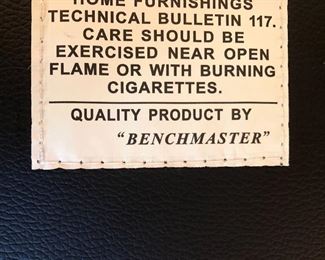 HOME FURNISHINGS
TECHNICAL BULLETIN 117.
CARE SHOULD BE
EXERCISED NEAR OPEN
FLAME OR WITH BURNING
CIGARETTES.
QUALITY PRODUCT BY
“BENCHMASTER”